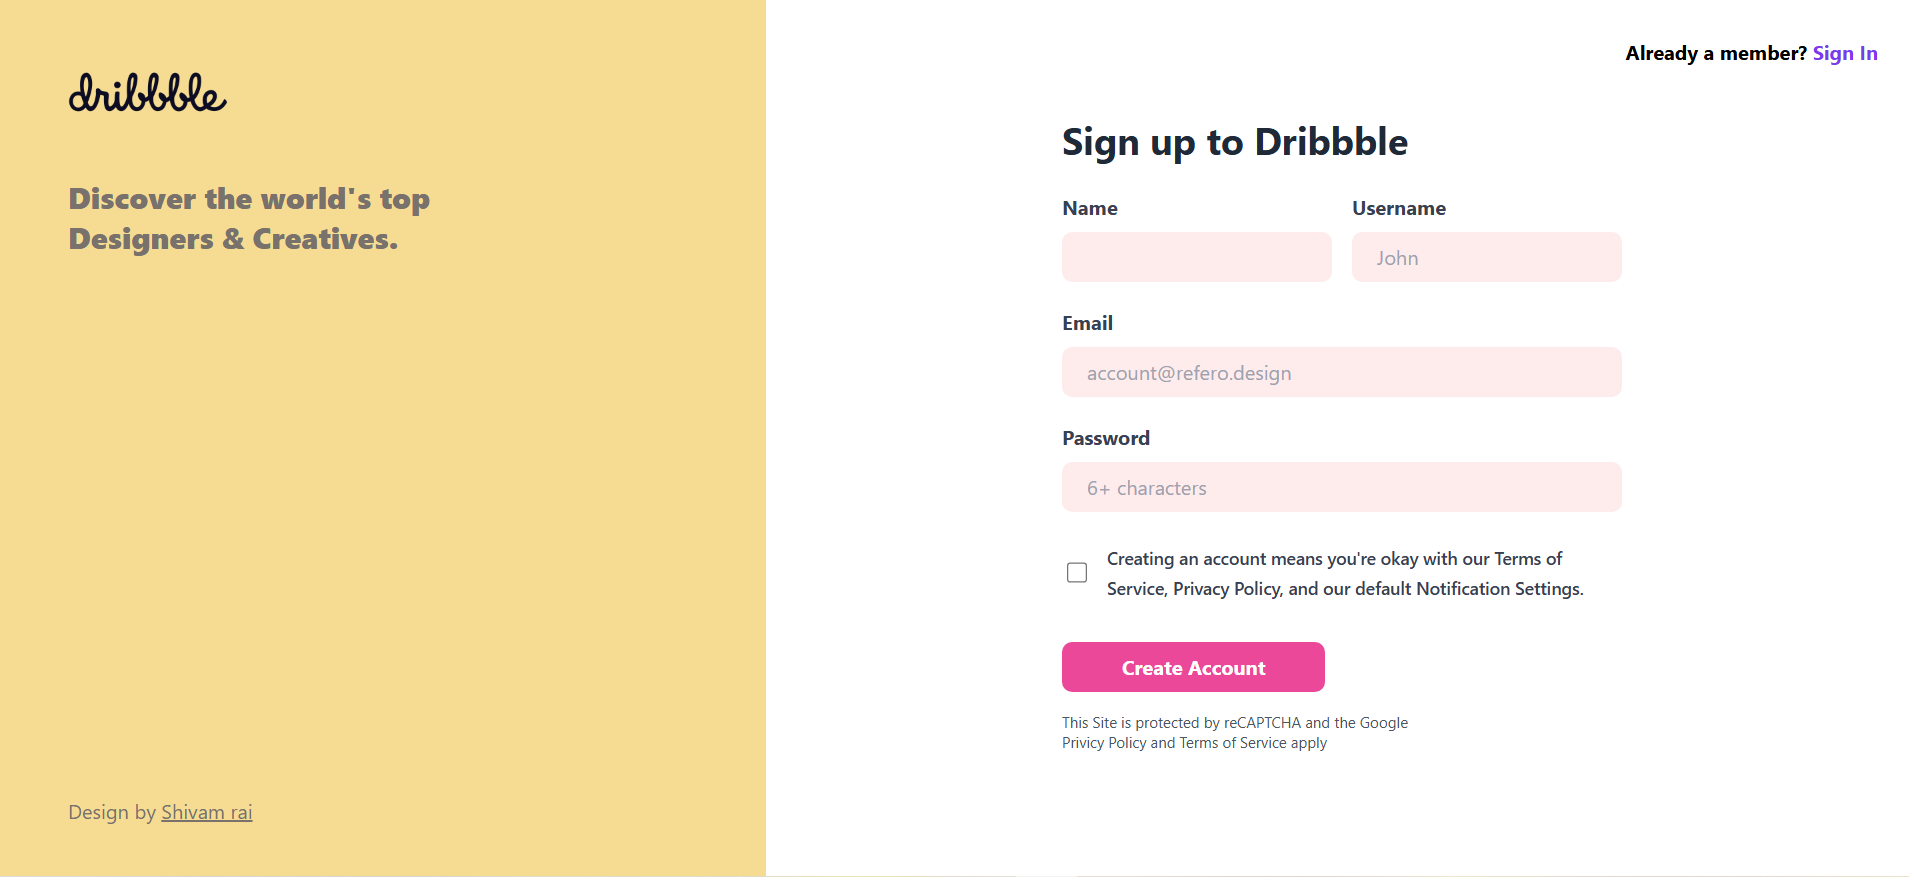 dribbble
Discover the world's top
Designers & Creatives.
Design by Shivam rai
Already a member? Sign In
Sign up to Dribbble
Name
Username
John
Email
account@refero.design
Password
6+ characters
Creating an account means you're okay with our Terms of
Service, Privacy Policy, and our default Notification Settings.
Create Account
This Site is protected by reCAPTCHA and the Google
Privicy Policy and Terms of Service apply